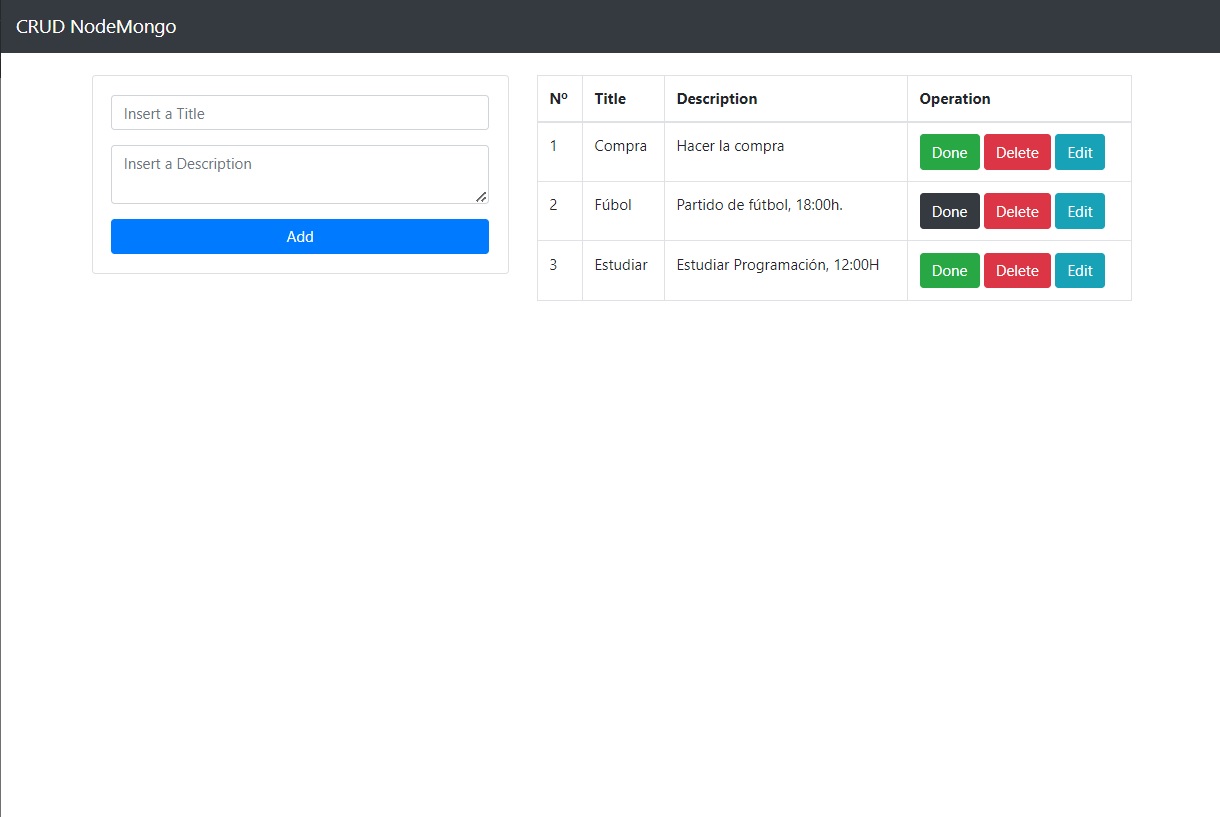 CRUD NodeMongo
Insert a Title
Insert a Description
Add
Nº Title Description Operation
1 Compra Hacer la compra Done Delete Edit
2 Fúbol Partido de fútbol, 18:00h. Done Delete Edit
3 Estudiar Estudiar Programación, 12:00H Done Delete Edit